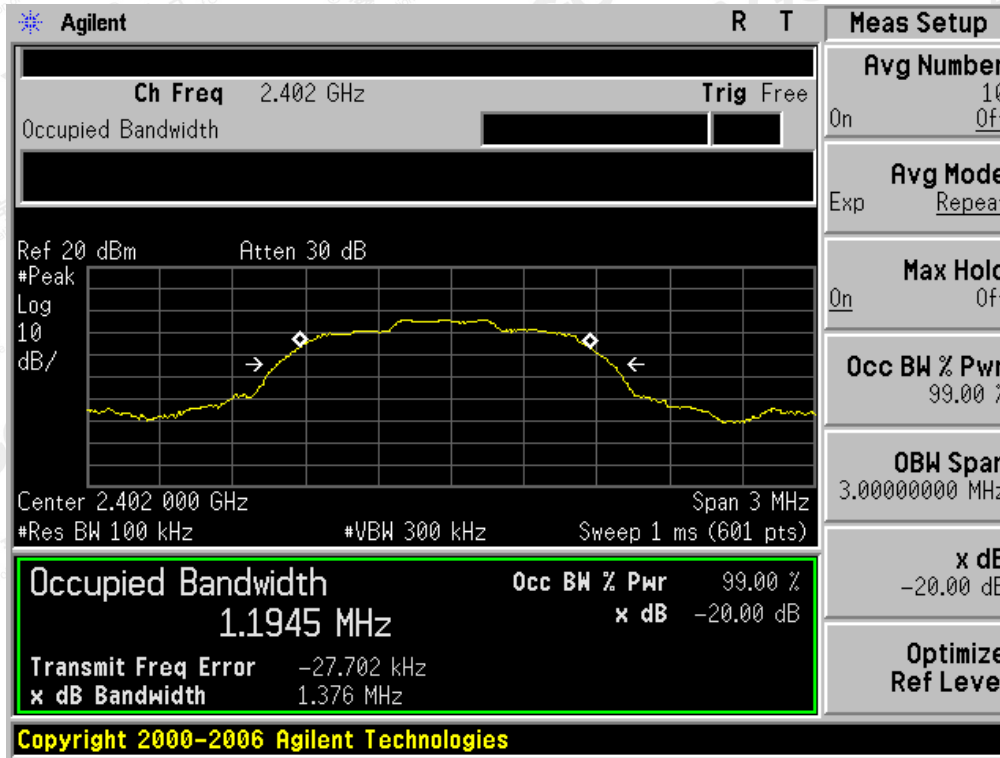 Agilent R T Meas Setup
Ch Freq 2.402 GHz Trig Free
Occupied Bandwidth
Ref 20 dBm Atten 30 dB
#Peak
Log
10
dB/
Center 2.402 000 GHz Span 3 MHz
#Res BW 100 kHz #VBW 300 kHz Sweep 1 ms (601 pts)
Occupied Bandwidth
1.1945 MHz
Occ BW % Pwr 99.00 %
x dB -20.00 dB
Transmit Freq Error -27.702 kHz
x dB Bandwidth 1.376 MHz
Avg Number
10
On Off
Avg Mode
Exp Repeat
Max Hold
On Off
Occ BW % Pwr
99.00 %
OBW Span
3.00000000 MHz
x dB
-20.00 dB
Optimize
Ref Level
Copyright 2000-2006 Agilent Technologies